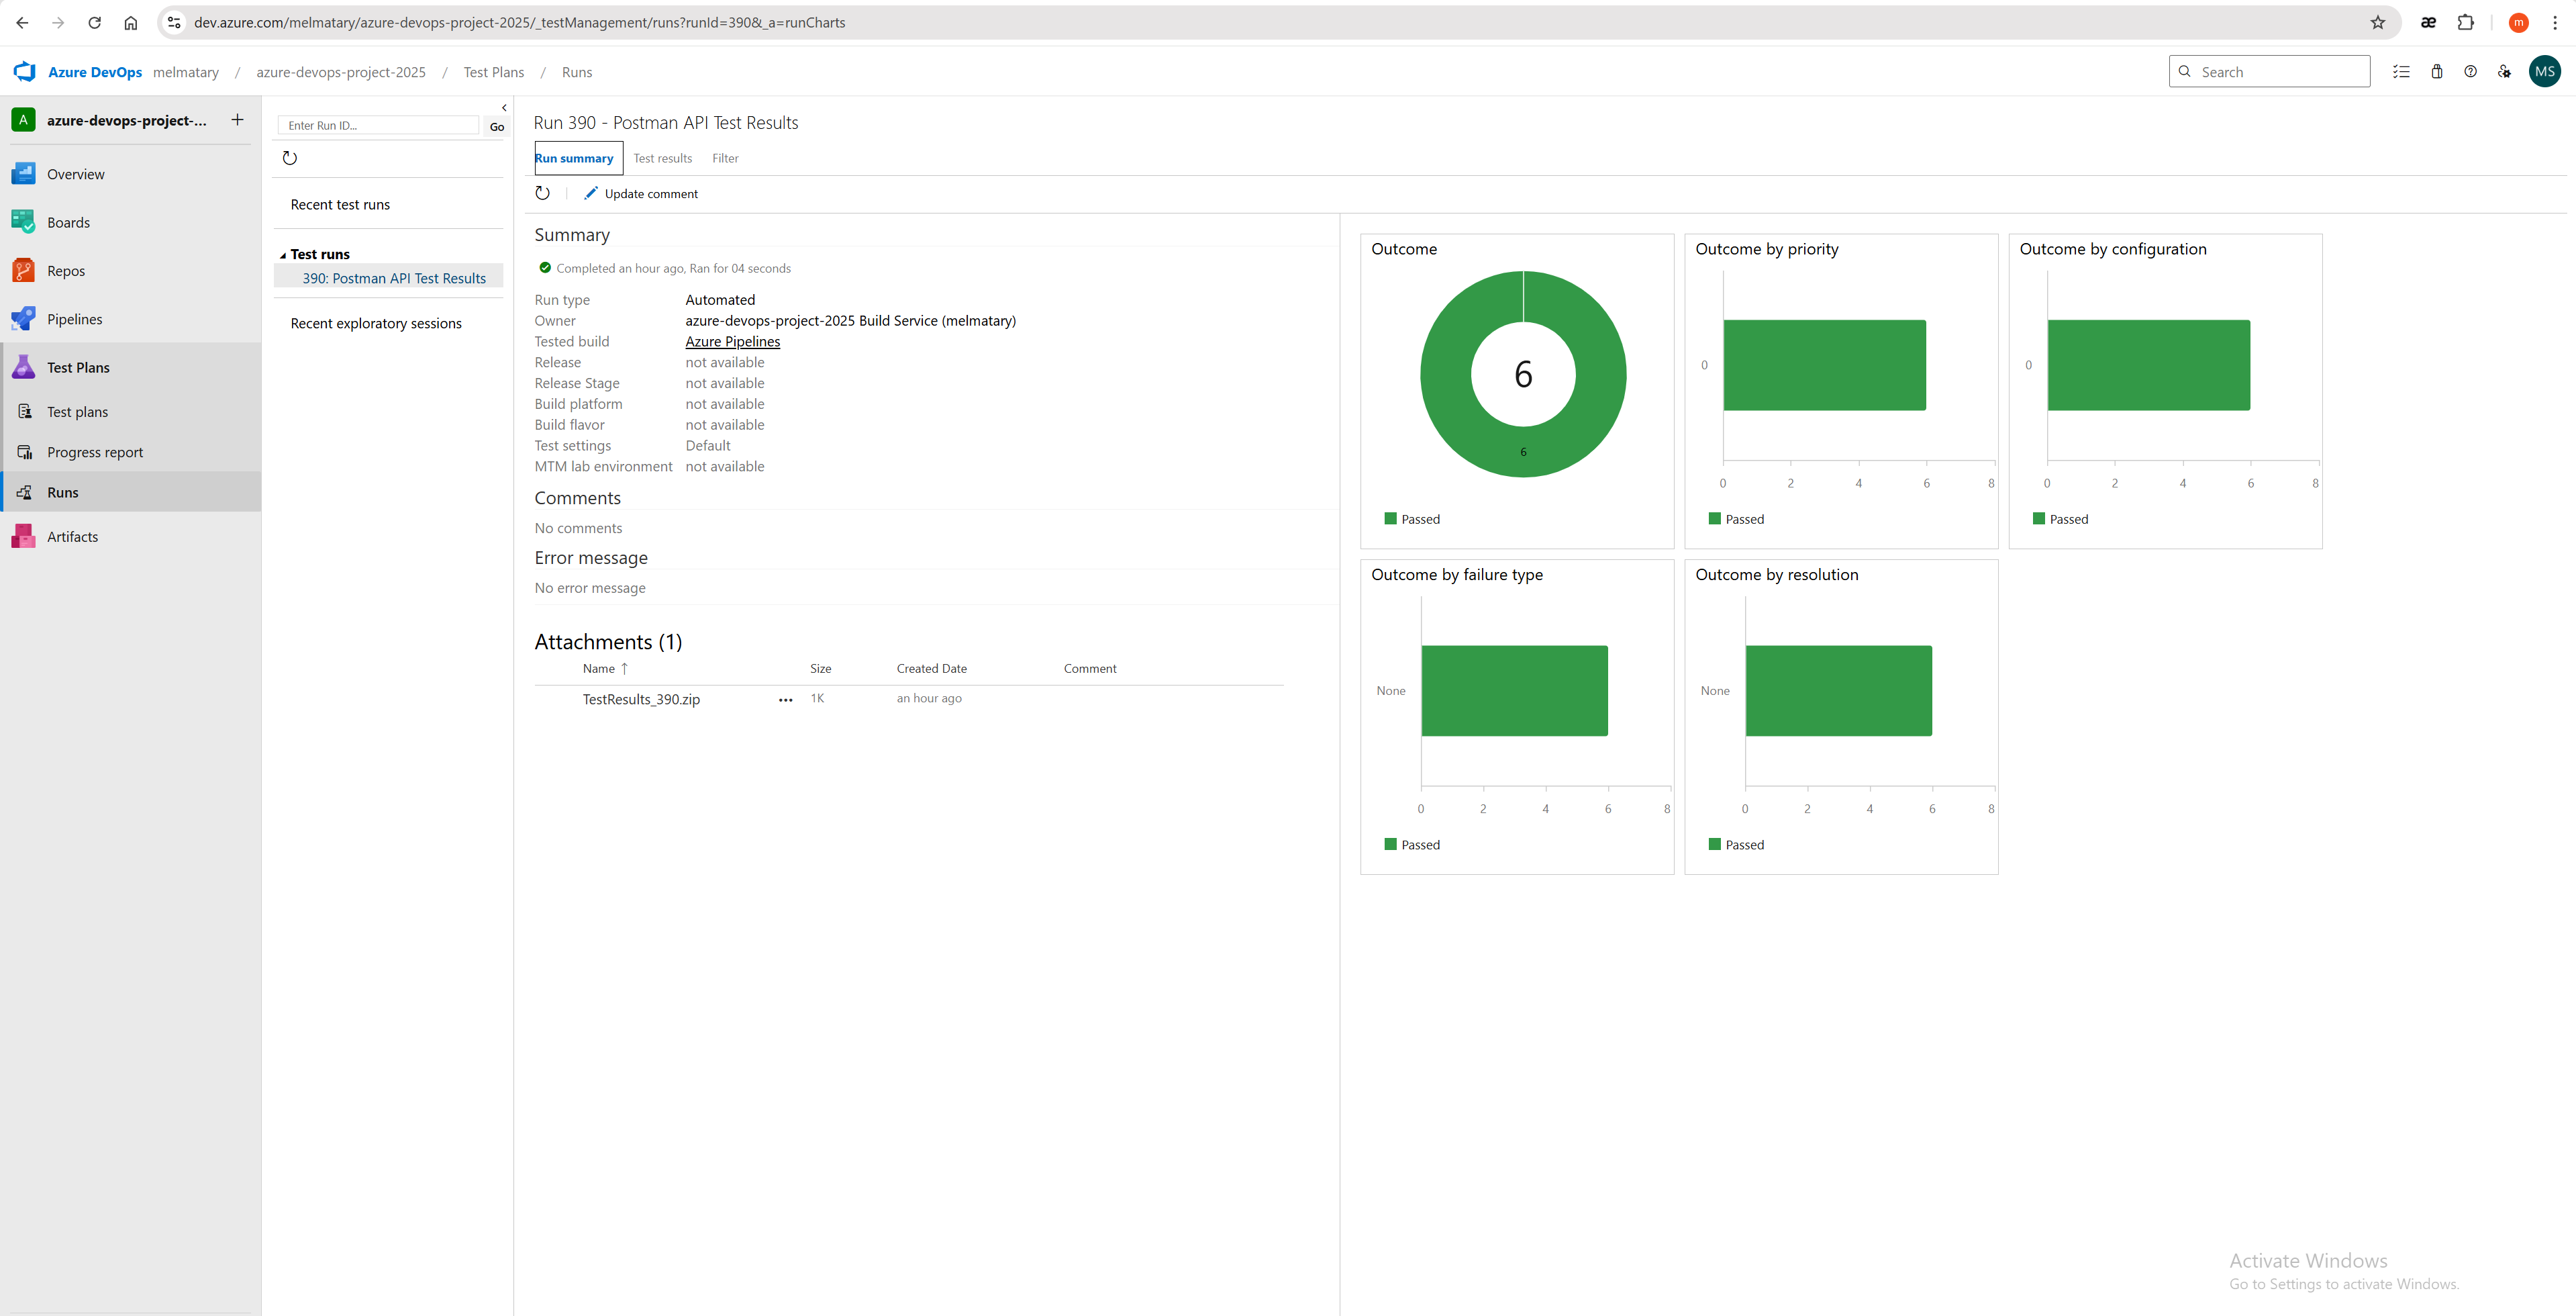 dev.azure.com/melmatary/azure-devops-project-2025/_testManagement/runs?runId=390&_a=runCharts
æ
m
Azure DevOps melmatary / azure-devops-project-2025 / Test Plans / Runs
Search
MS
A azure-devops-project-... +
Overview
Boards
Repos
Pipelines
Test Plans
Test plans
Progress report
Runs
Artifacts
Enter Run ID...
Go
Recent test runs
Test runs
390: Postman API Test Results
Recent exploratory sessions
Run 390 - Postman API Test Results
Run summary Test results Filter
Update comment
Summary
Completed an hour ago, Ran for 04 seconds
Run type Automated
Owner azure-devops-project-2025 Build Service (melmatary)
Tested build Azure Pipelines
Release not available
Release Stage not available
Build platform not available
Build flavor not available
Test settings Default
MTM lab environment not available
Comments
No comments
Error message
No error message
Attachments (1)
Name ↑ Size Created Date Comment
TestResults_390.zip ... 1K an hour ago
Outcome
6
6
Passed
Outcome by priority
0
0 2 4 6 8
Passed
Outcome by configuration
0
0 2 4 6 8
Passed
Outcome by failure type
None
0 2 4 6 8
Passed
Outcome by resolution
None
0 2 4 6 8
Passed
Activate Windows
Go to Settings to activate Windows.